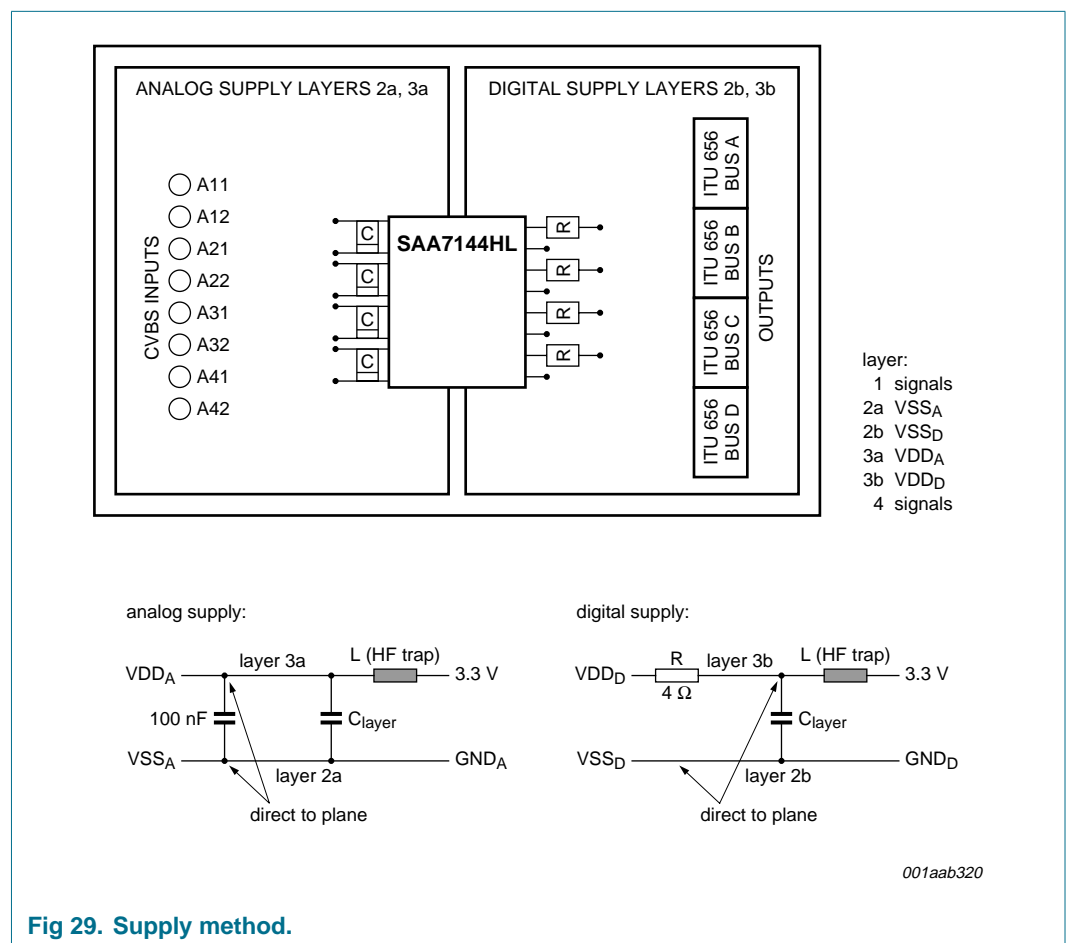 ANALOG SUPPLY LAYERS 2a, 3a
DIGITAL SUPPLY LAYERS 2b, 3b
CVBS INPUTS
A11
A12
A21
A22
A31
A32
A41
A42
C
C
C
C
SAA7144HL
R
R
R
R
ITU 656
BUS A
ITU 656
BUS B
ITU 656
BUS C
ITU 656
BUS D
OUTPUTS
layer:
1 signals
2a VSSA
2b VSSD
3a VDDA
3b VDDD
4 signals
analog supply:
VDDA
layer 3a
L (HF trap)
3.3 V
100 nF
Clayer
VSSA
layer 2a
GNDA
direct to plane
digital supply:
VDDD
R
4 Ω
layer 3b
L (HF trap)
3.3 V
Clayer
VSSD
layer 2b
GNDD
direct to plane
001aab320
Fig 29. Supply method.